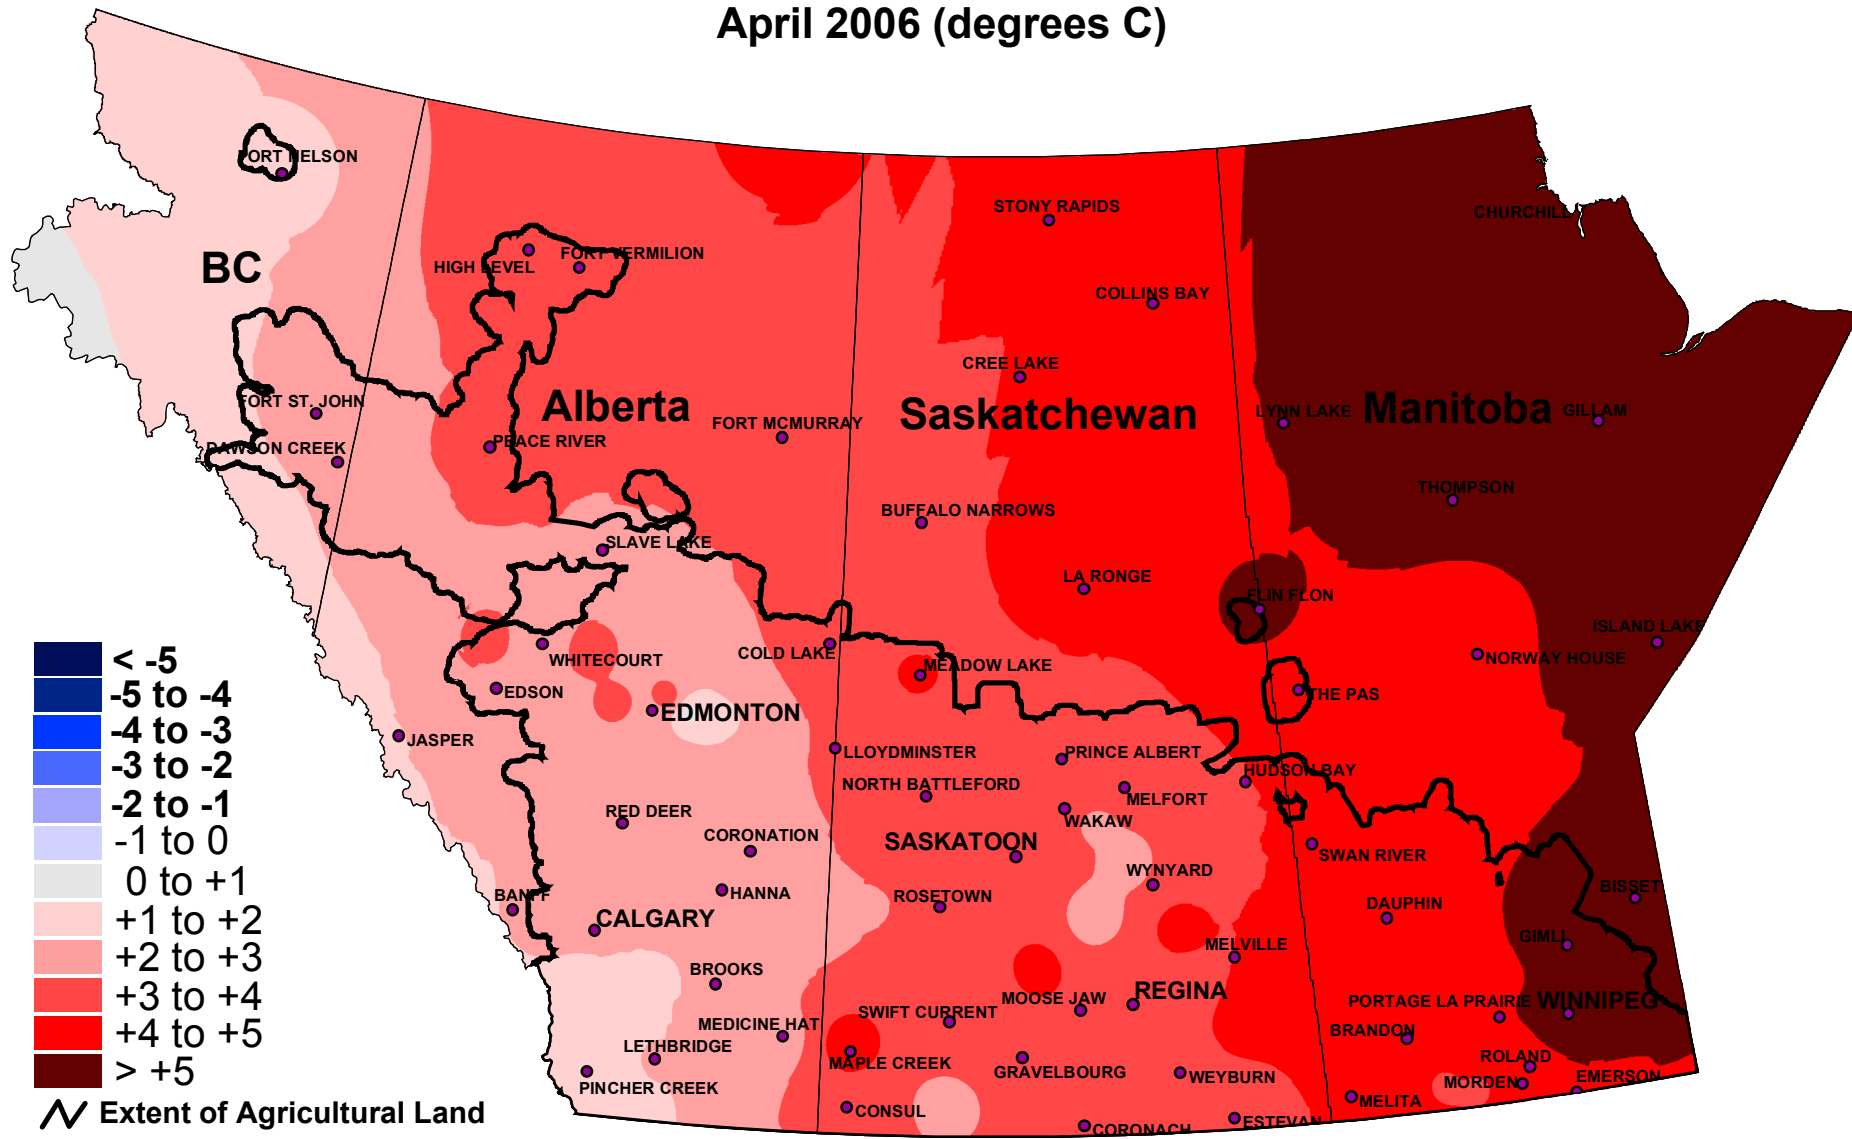 April 2006 (degrees C)
FORT NELSON
CHURCHILL
STONY RAPIDS
BC
HIGH LEVEL
FORT VERMILION
COLLINS BAY
CREE LAKE
FORT ST. JOHN
Alberta
Saskatchewan
Manitoba
LYNN LAKE
GILLAM
FORT MCMURRAY
DAWSON CREEK
PEACE RIVER
THOMPSON
BUFFALO NARROWS
SLAVE LAKE
LA RONGE
FLIN FLON
ISLAND LAKE
WHITECOURT
COLD LAKE
MEADOW LAKE
NORWAY HOUSE
EDSON
THE PAS
EDMONTON
JASPER
LLOYDMINSTER
PRINCE ALBERT
HUDSON BAY
NORTH BATTLEFORD
MELFORT
RED DEER
WAKAW
CORONATION
SASKATOON
SWAN RIVER
WYNYARD
BANFF
HANNA
ROSETOWN
BISSET
DAUPHIN
CALGARY
GIMLI
MELVILLE
BROOKS
REGINA
MOOSE JAW
PORTAGE LA PRAIRIE
WINNIPEG
SWIFT CURRENT
MEDICINE HAT
BRANDON
LETHBRIDGE
MAPLE CREEK
GRAVELBOURG
ROLAND
WEYBURN
MORDEN
EMERSON
PINCHER CREEK
CONSUL
MELITA
CORONACH
ESTEVAN
< -5
-5 to -4
-4 to -3
-3 to -2
-2 to -1
-1 to 0
0 to +1
+1 to +2
+2 to +3
+3 to +4
+4 to +5
> +5
Extent of Agricultural Land